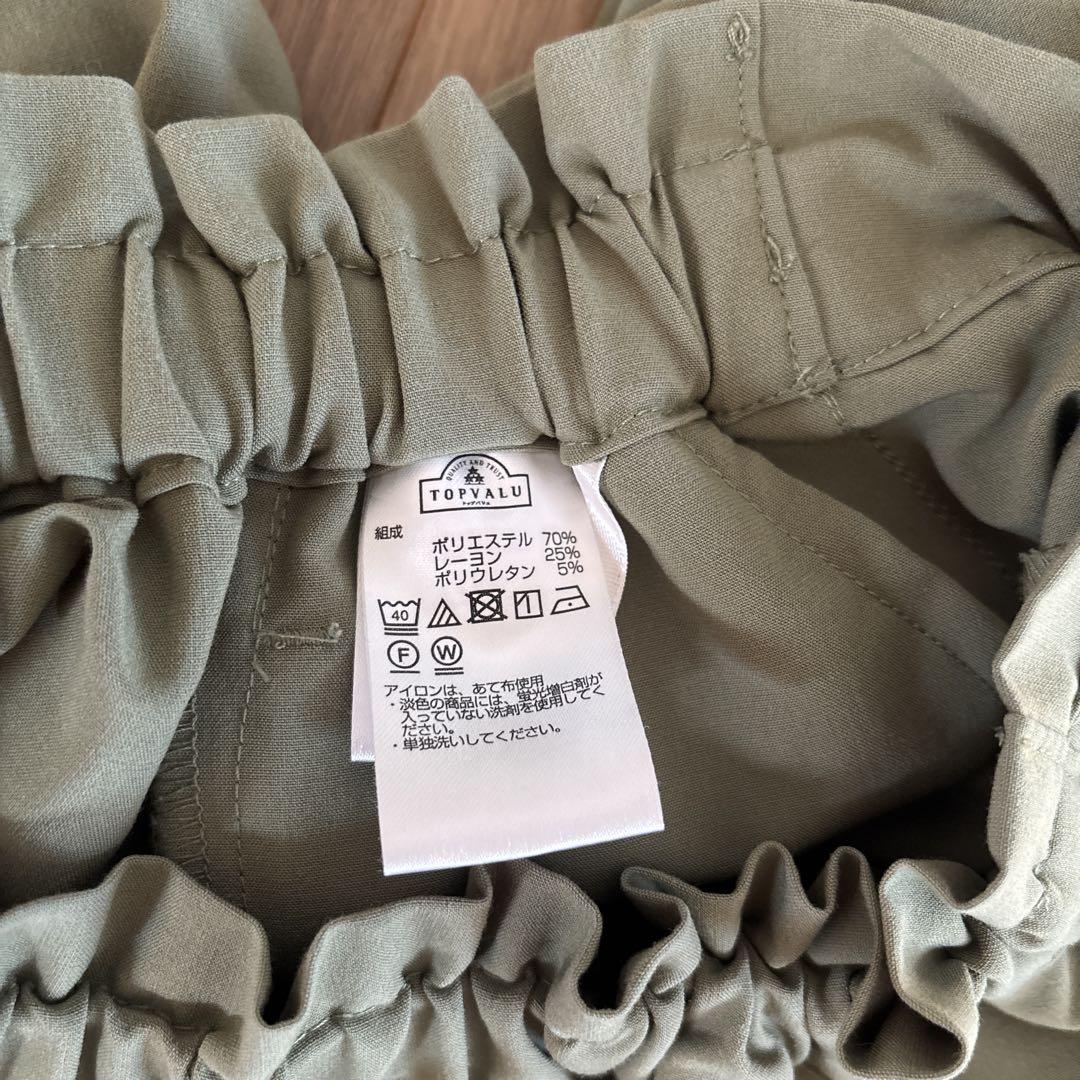 QUALITY AND TRUST
TOPVALU
トップバリュ
組成
ポリエステル 70%
レーヨン 25%
ポリウレタン 5%
40
F W
アイロンは、あて布使用
・淡色の商品には、蛍光増白剤が
入っていない洗剤を使用してく
ださい。
・単独洗いしてください。